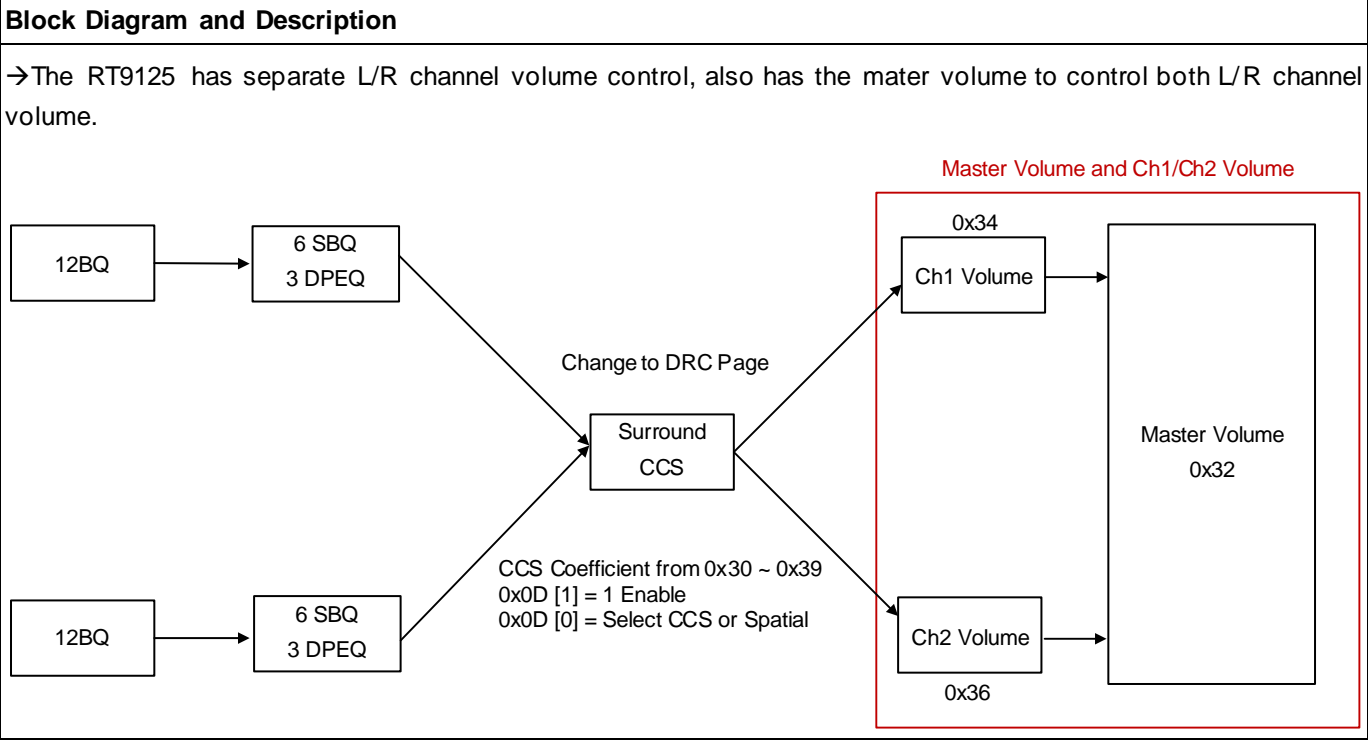 Block Diagram and Description
→The RT9125 has separate L/R channel volume control, also has the mater volume to control both L/R channel
volume.
Master Volume and Ch1/Ch2 Volume
12BQ
6 SBQ
3 DPEQ
0x34
Ch1 Volume
Change to DRC Page
Surround
CCS
Master Volume
0x32
CCS Coefficient from 0x30 ~ 0x39
0x0D [1] = 1 Enable
0x0D [0] = Select CCS or Spatial
12BQ
6 SBQ
3 DPEQ
Ch2 Volume
0x36